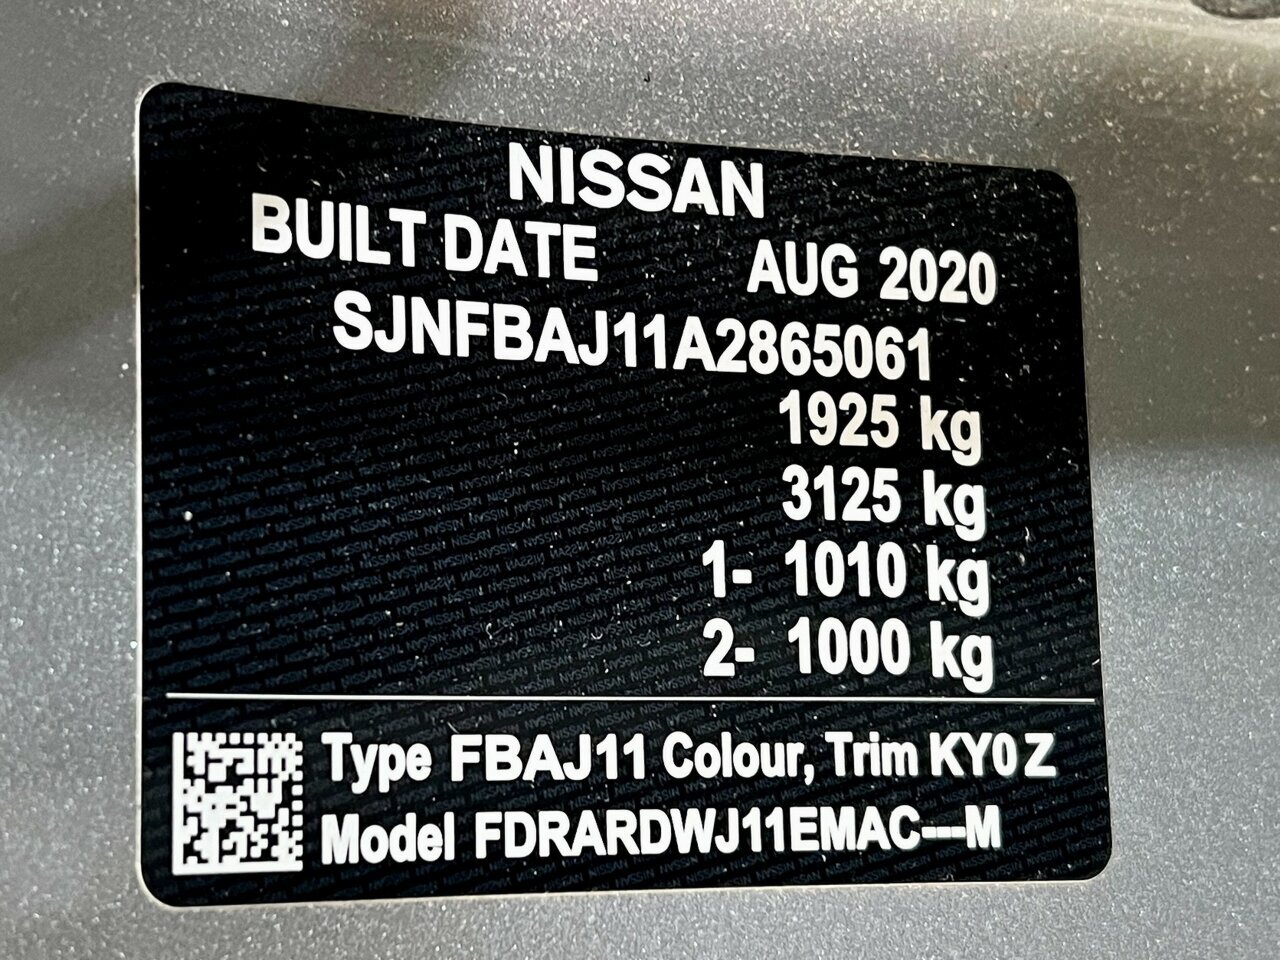 NISSAN
BUILT DATE AUG 2020
SJNFBAJ11A2865061
1925 kg
3125 kg
1- 1010 kg
2- 1000 kg
Type FBAJ11 Colour, Trim KY0 Z
Model FDRARDWJ11EMAC---M